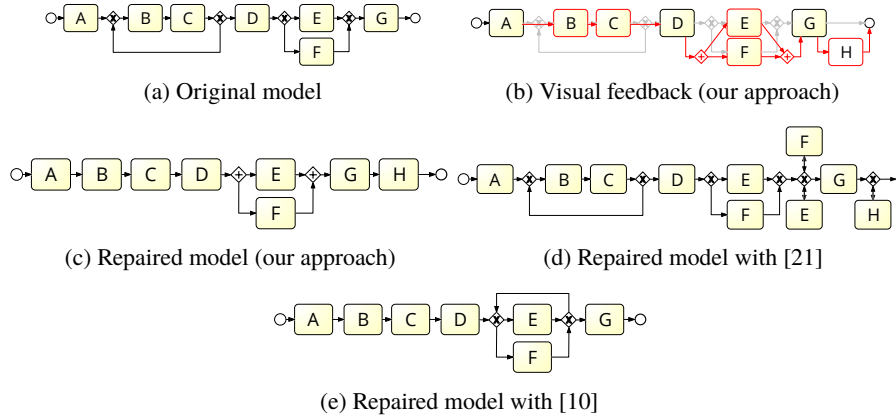 A B C D E G
F
(a) Original model
A B C D E G
F H
(b) Visual feedback (our approach)
A B C D E G H
F
(c) Repaired model (our approach)
F
A B C D E G
F E H
(d) Repaired model with [21]
A B C D E G
F
(e) Repaired model with [10]